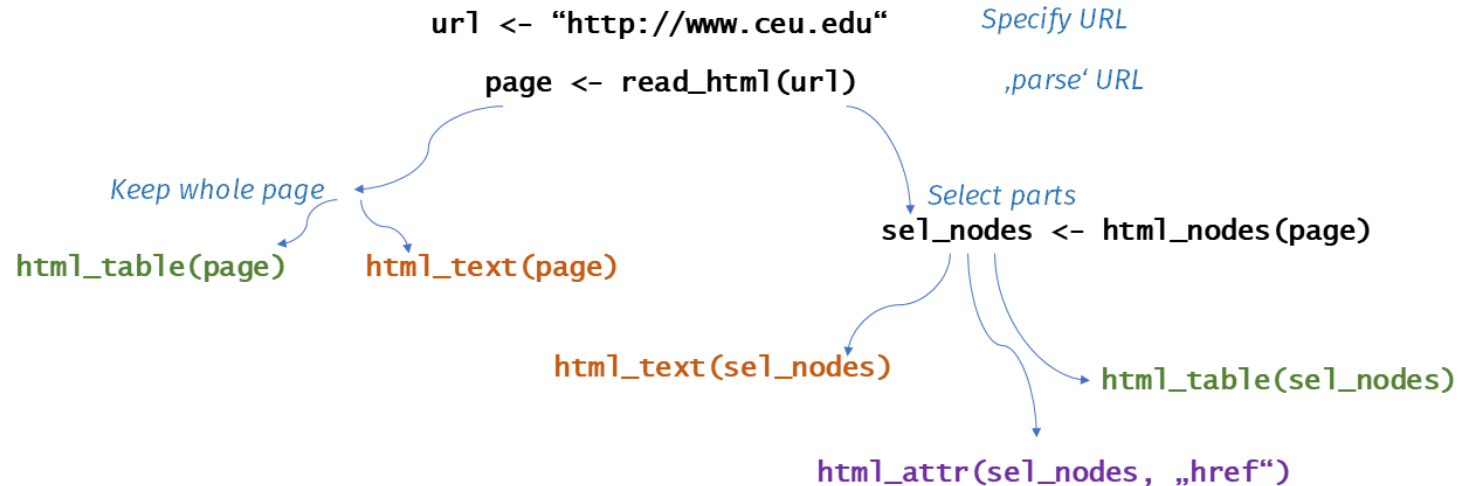 url <- “http://www.ceu.edu“ Specify URL
page <- read_html(url) ‚parse‘ URL
Keep whole page
Select parts
sel_nodes <- html_nodes(page)
html_table(page) html_text(page)
html_text(sel_nodes)
html_table(sel_nodes)
html_attr(sel_nodes, „href“)